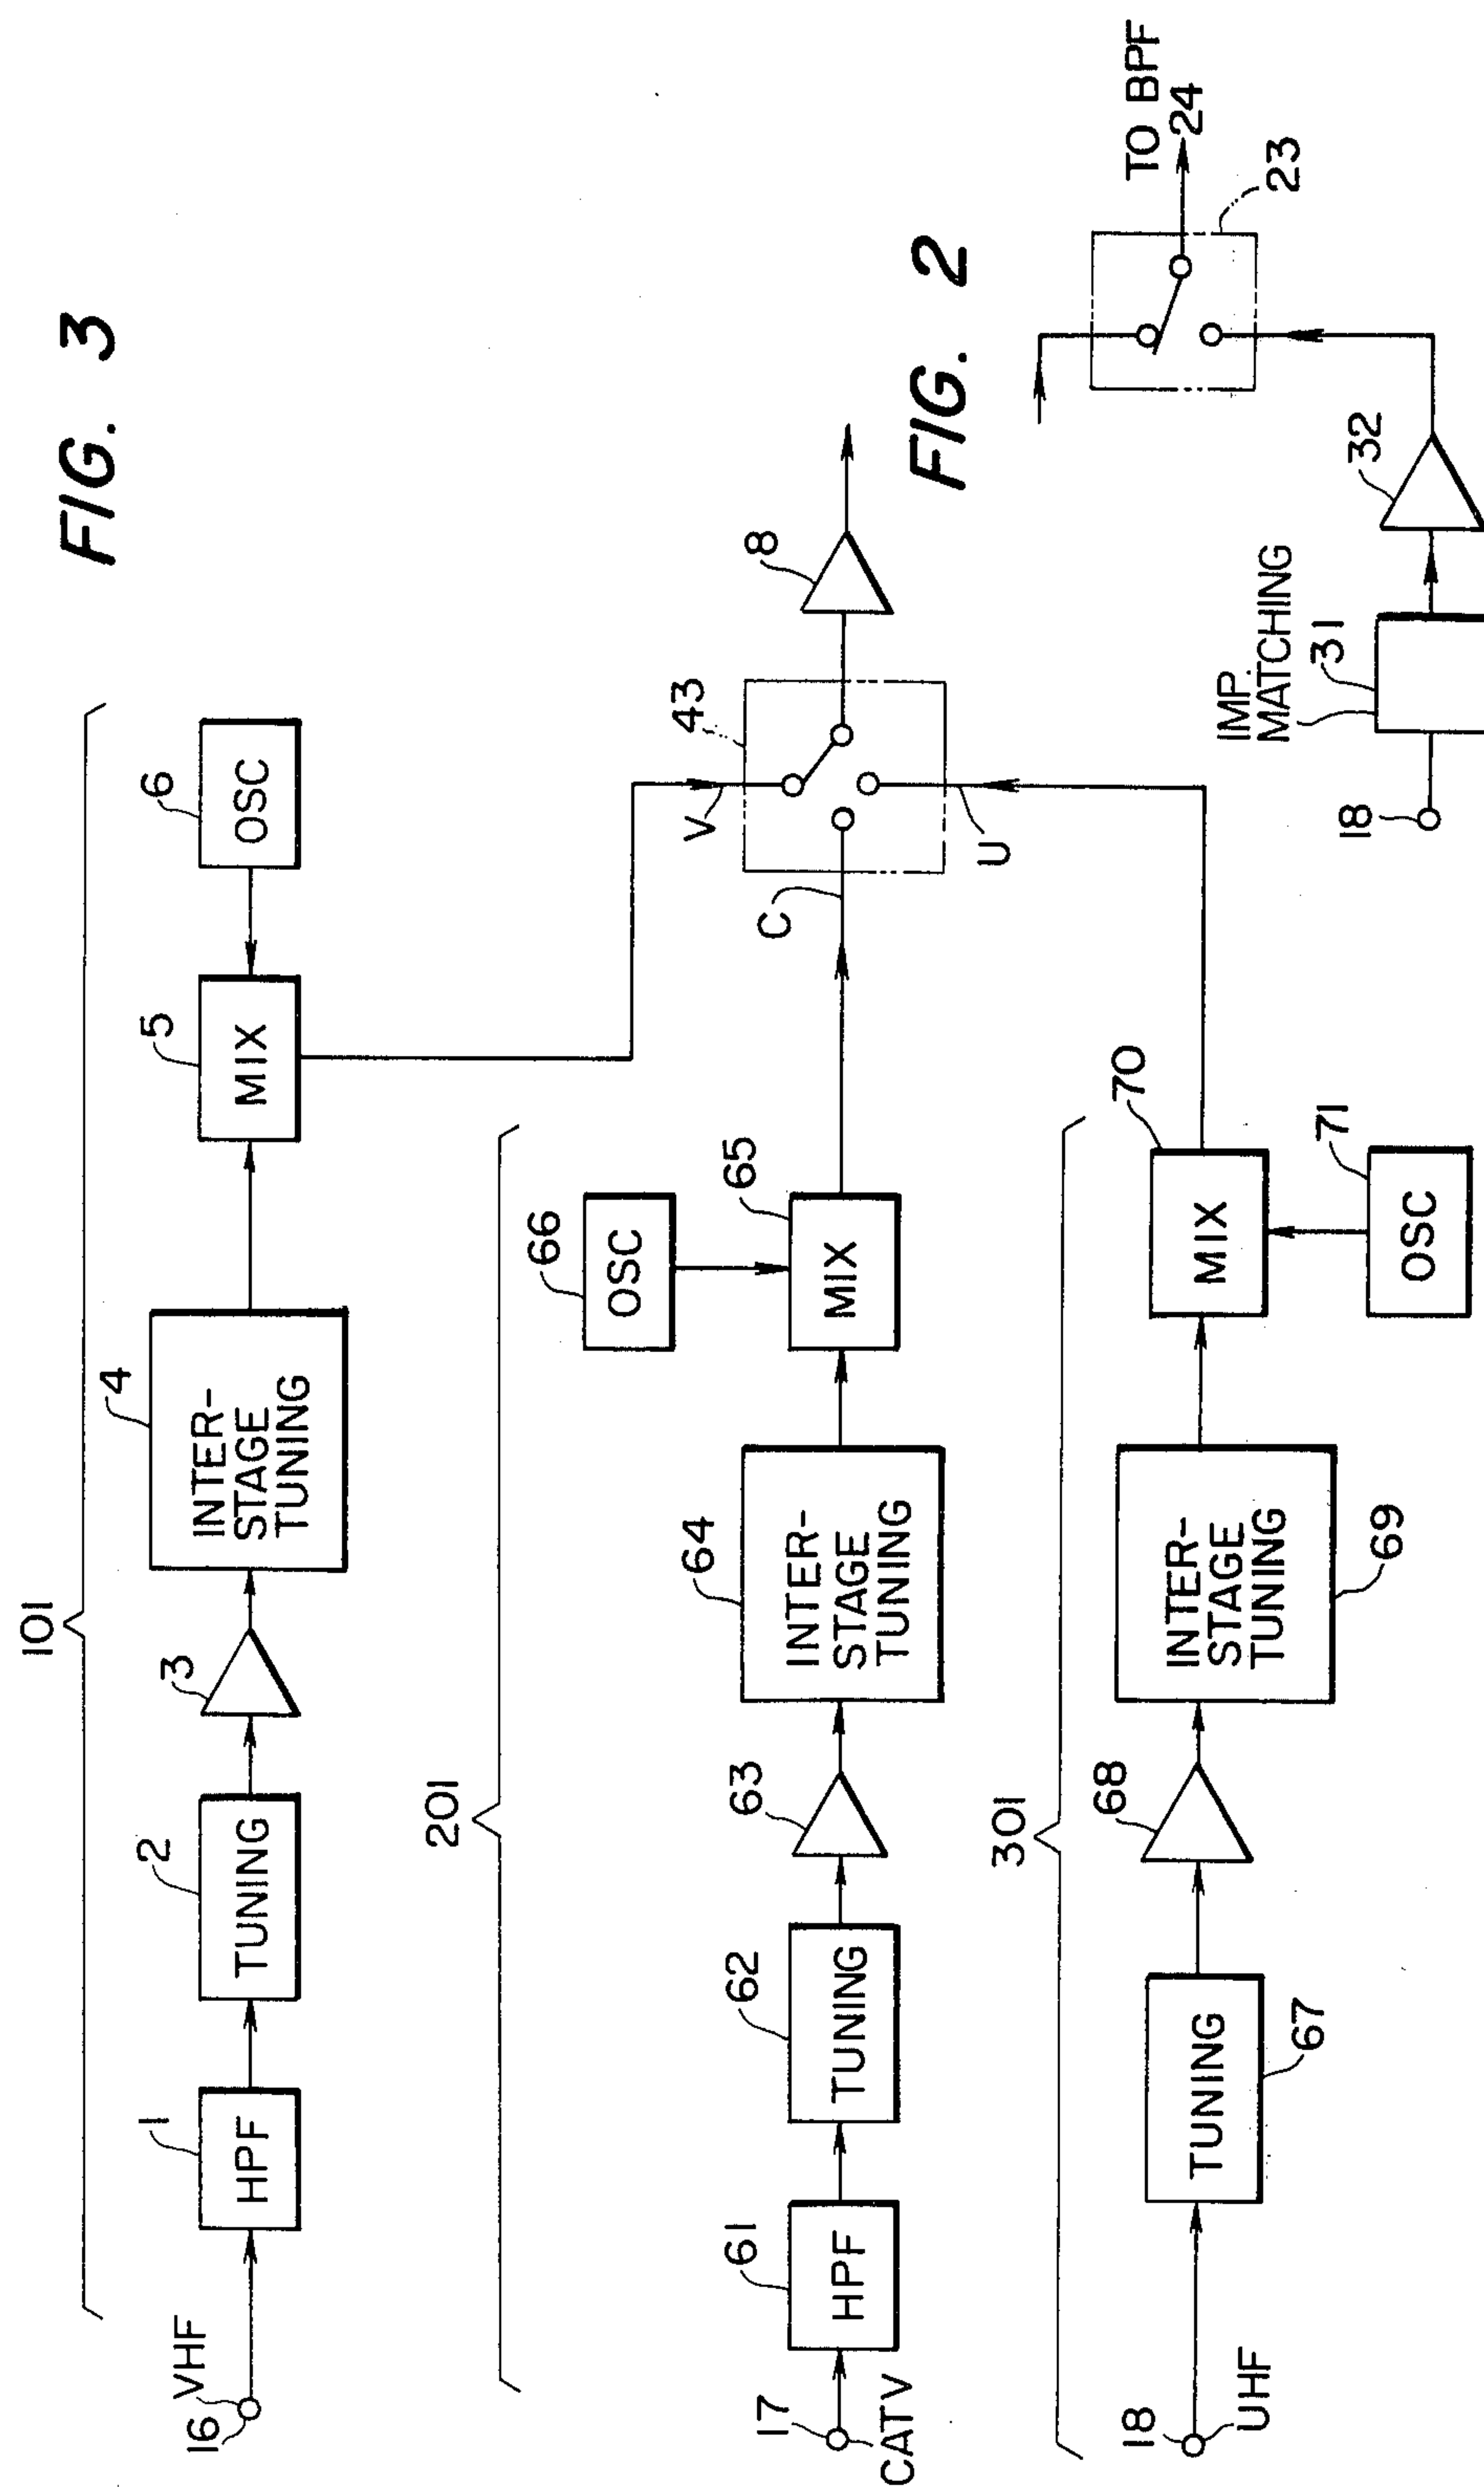 FIG. 3
101
VHF
16
1
HPF
2
TUNING
3
4
INTER-
STAGE
TUNING
5
MIX
6
OSC
201
17
CATV
61
HPF
62
TUNING
63
64
INTER-
STAGE
TUNING
65
MIX
66
OSC
C
V
U
43
8
301
18
UHF
67
TUNING
68
69
INTER-
STAGE
TUNING
70
MIX
71
OSC
FIG. 2
TO BPF
24
23
32
IMP.
MATCHING
31
18